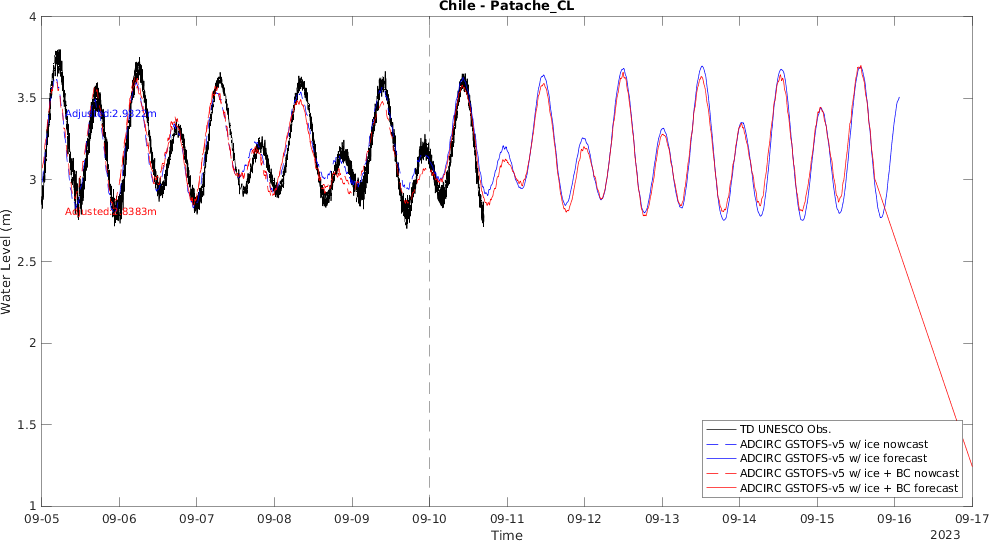 Chile - Patache_CL
4
3.5
3
2.5
2
1.5
1
Water Level (m)
Adjusted:2.9322m
Adjusted:2.8383m
TD UNESCO Obs.
ADCIRC GSTOFS-v5 w/ ice nowcast
ADCIRC GSTOFS-v5 w/ ice forecast
ADCIRC GSTOFS-v5 w/ ice + BC nowcast
ADCIRC GSTOFS-v5 w/ ice + BC forecast
09-05 09-06 09-07 09-08 09-09 09-10 09-11 09-12 09-13 09-14 09-15 09-16 09-17
Time
2023